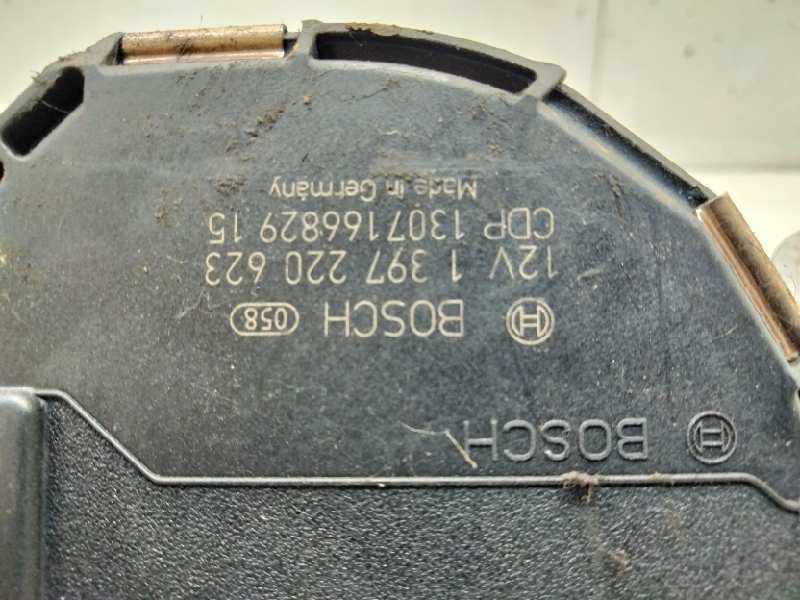 BOSCH
BOSCH 058
12V 1 397 220 623
CDP 1307166829 15
Made in Germany